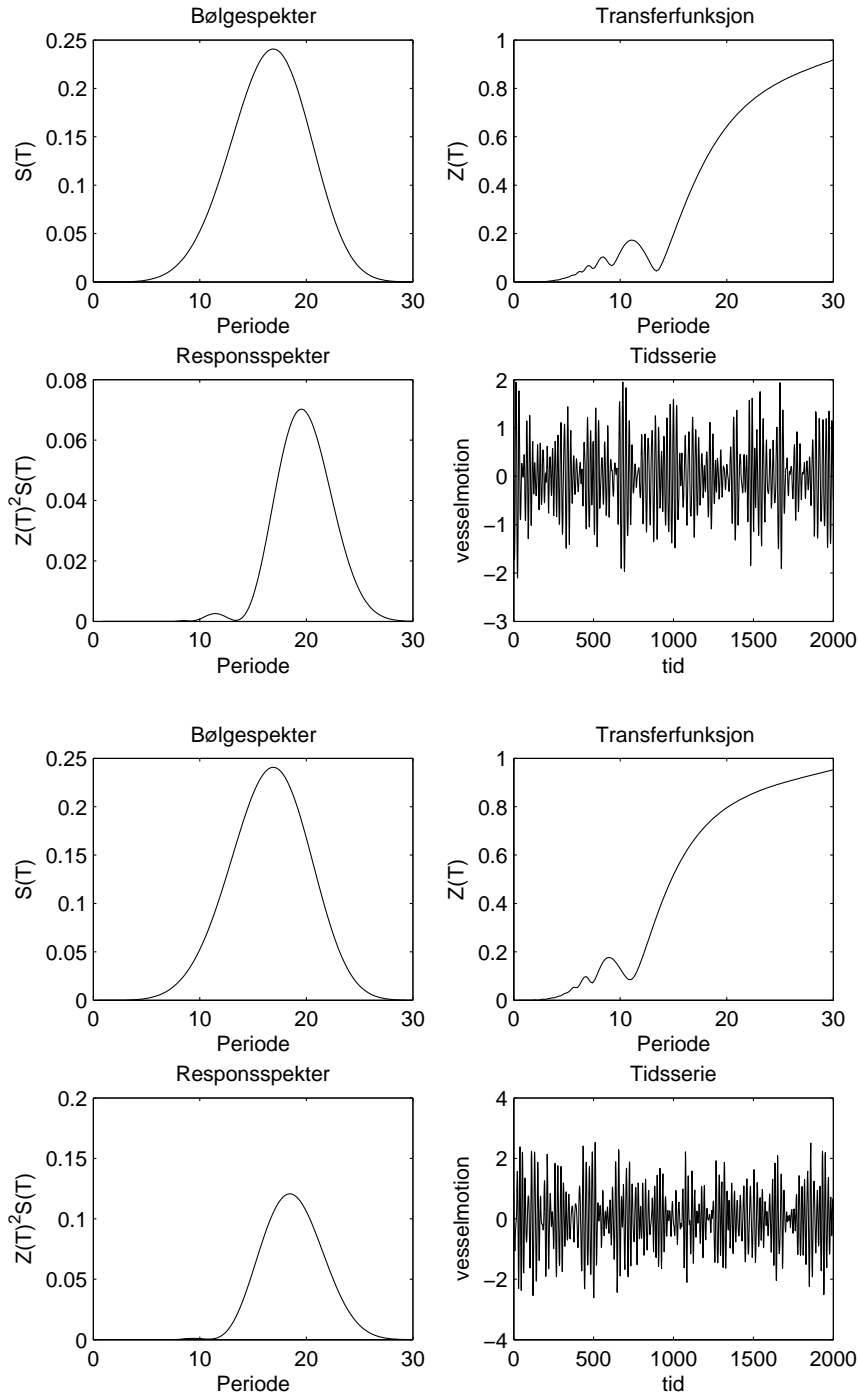 Bølgespekter
0.25
0.2
0.15
0.1
0.05
0
S(T)
0 10 20 30
Periode
Transferfunksjon
1
0.8
0.6
0.4
0.2
0
Z(T)
0 10 20 30
Periode
Responsspekter
0.08
0.06
0.04
0.02
0
Z(T)²S(T)
0 10 20 30
Periode
Tidsserie
2
1
0
−1
−2
−3
vesselmotion
0 500 1000 1500 2000
tid
Bølgespekter
0.25
0.2
0.15
0.1
0.05
0
S(T)
0 10 20 30
Periode
Transferfunksjon
1
0.8
0.6
0.4
0.2
0
Z(T)
0 10 20 30
Periode
Responsspekter
0.2
0.15
0.1
0.05
0
Z(T)²S(T)
0 10 20 30
Periode
Tidsserie
4
2
0
−2
−4
vesselmotion
0 500 1000 1500 2000
tid